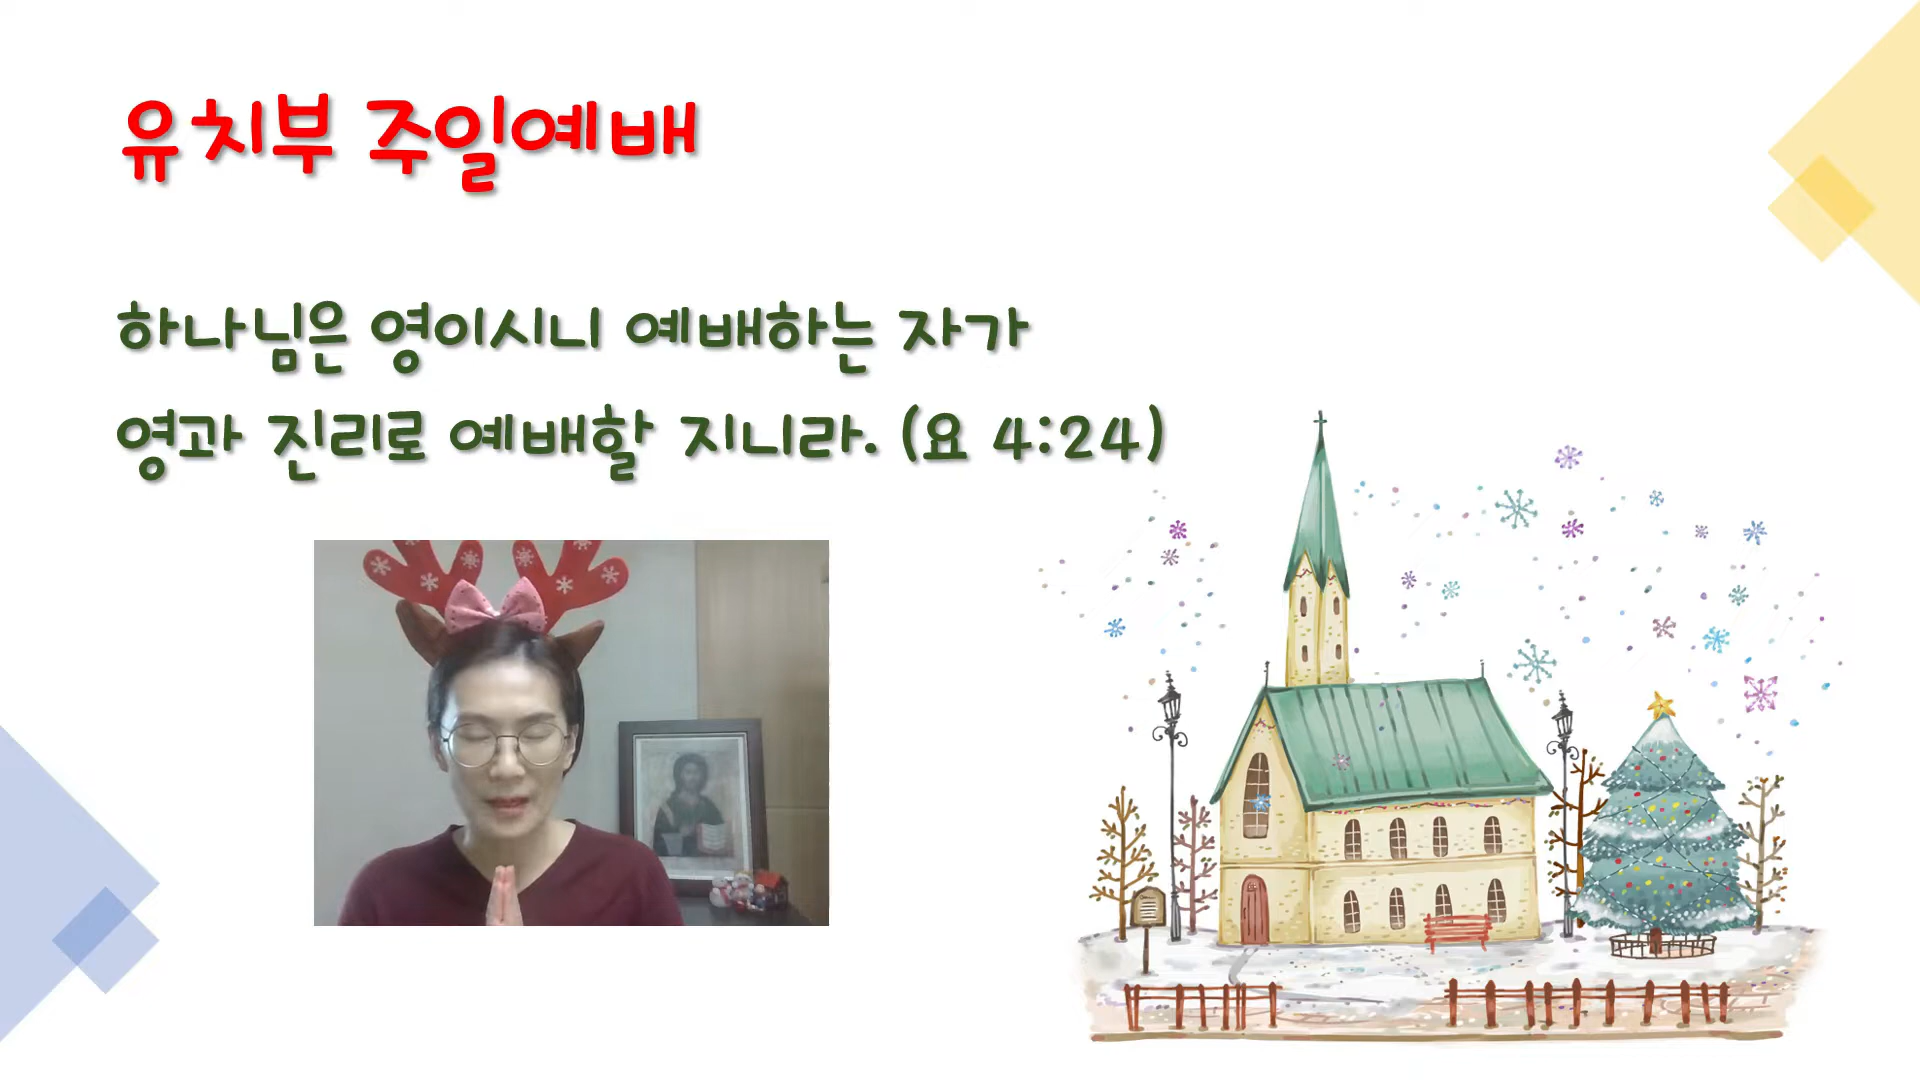 유치부 주일예배
하나님은 영이시니 예배하는 자가
영과 진리로 예배할 지니라. (요 4:24)